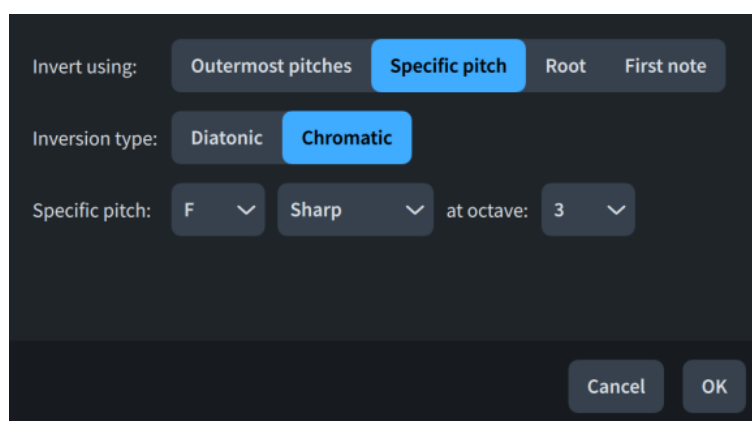 Invert using: Outermost pitches Specific pitch Root First note
Inversion type: Diatonic Chromatic
Specific pitch: F Sharp at octave: 3
Cancel OK